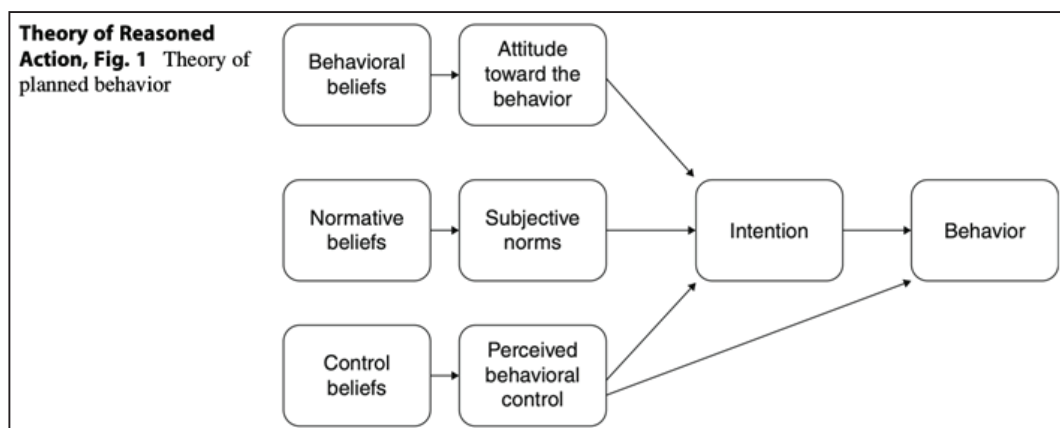 Theory of Reasoned
Action, Fig. 1 Theory of
planned behavior
Behavioral
beliefs
Attitude
toward the
behavior
Normative
beliefs
Subjective
norms
Intention
Behavior
Control
beliefs
Perceived
behavioral
control